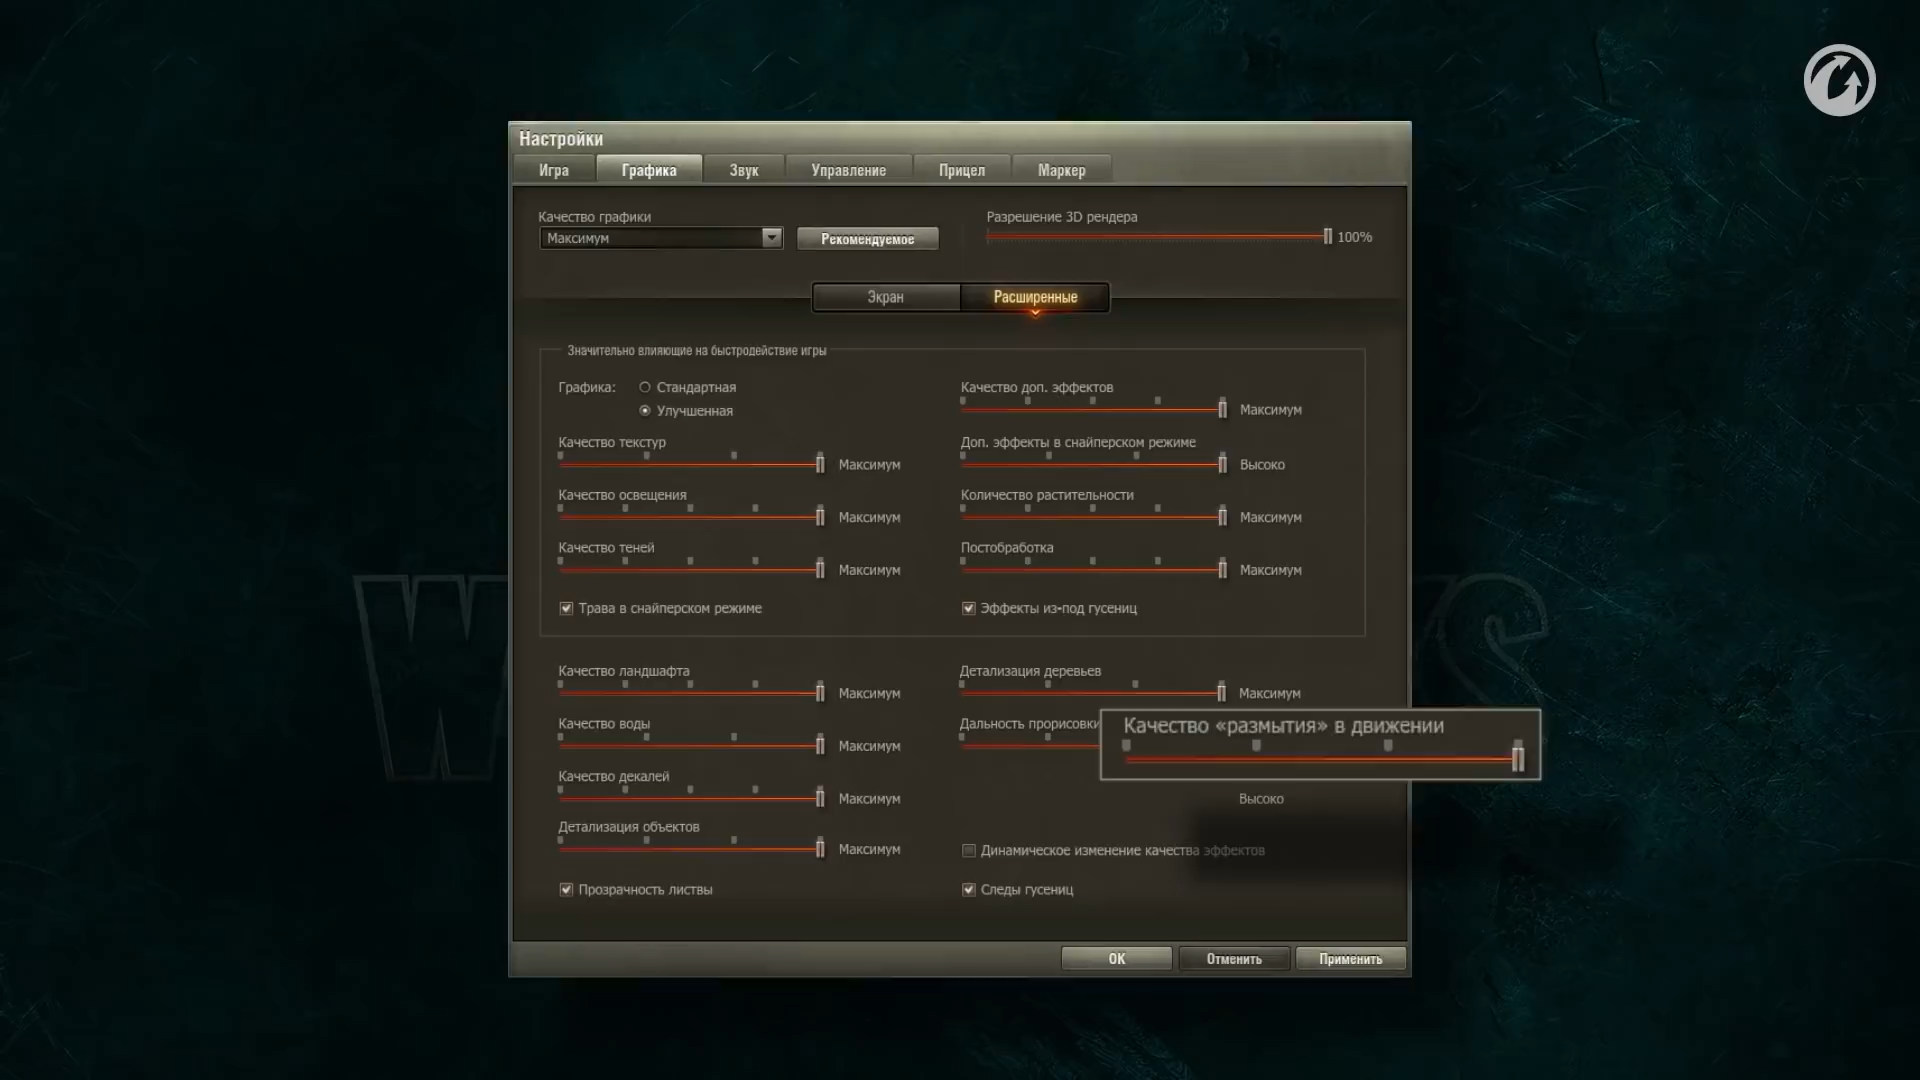 Настройки
Игра
Графика
Звук
Управление
Прицел
Маркер
Качество графики
Максимум
Рекомендуемое
Разрешение 3D рендера
100%
Экран
Расширенные
Значительно влияющие на быстродействие игры
Графика:
Стандартная
Улучшенная
Качество доп. эффектов
Максимум
Качество текстур
Максимум
Доп. эффекты в снайперском режиме
Высоко
Качество освещения
Максимум
Количество растительности
Максимум
Качество теней
Максимум
Постобработка
Максимум
Трава в снайперском режиме
Эффекты из-под гусениц
Качество ландшафта
Максимум
Детализация деревьев
Максимум
Качество воды
Максимум
Дальность прорисовки
Качество «размытия» в движении
Качество декалей
Максимум
Высоко
Детализация объектов
Максимум
Динамическое изменение качества эффектов
Прозрачность листвы
Следы гусениц
ОК
Отменить
Применить